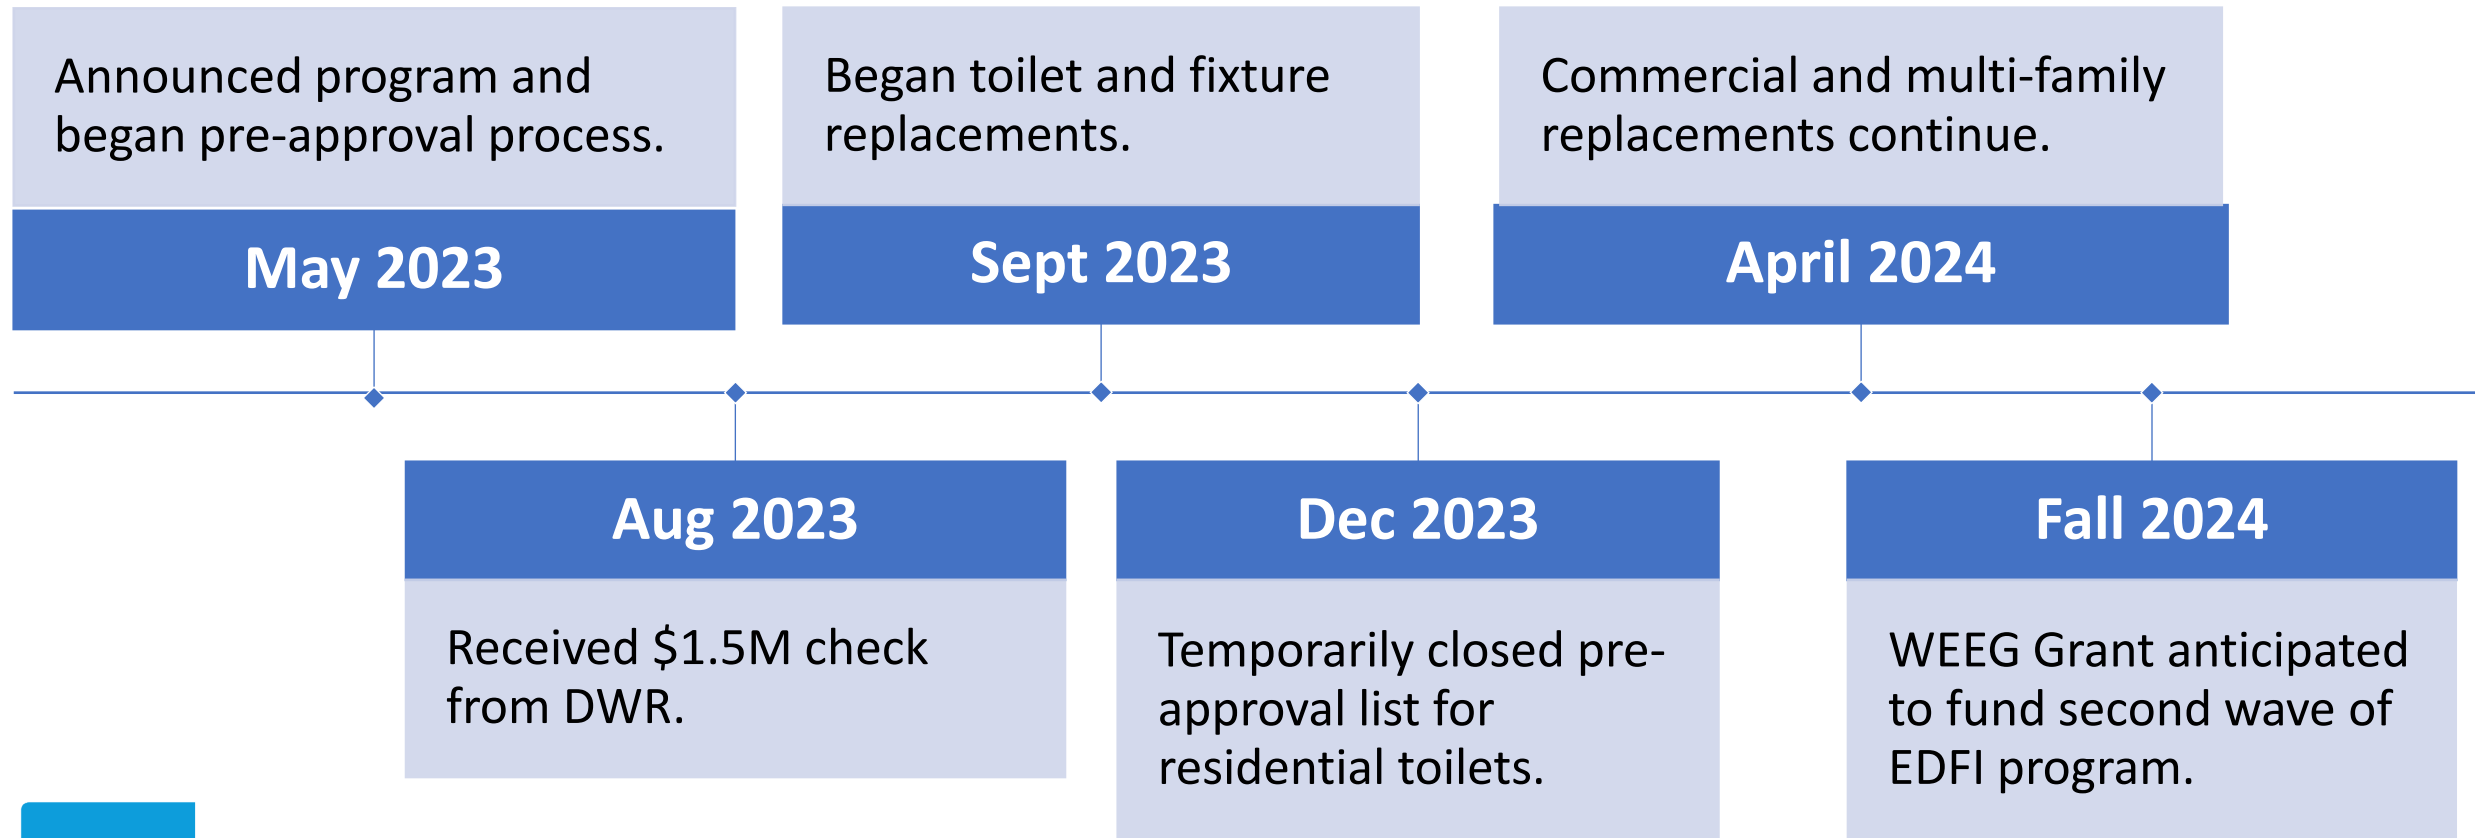 Announced program and
began pre-approval process.
May 2023
Began toilet and fixture
replacements.
Sept 2023
Commercial and multi-family
replacements continue.
April 2024
Aug 2023
Received $1.5M check
from DWR.
Dec 2023
Temporarily closed pre-
approval list for
residential toilets.
Fall 2024
WEEG Grant anticipated
to fund second wave of
EDFI program.